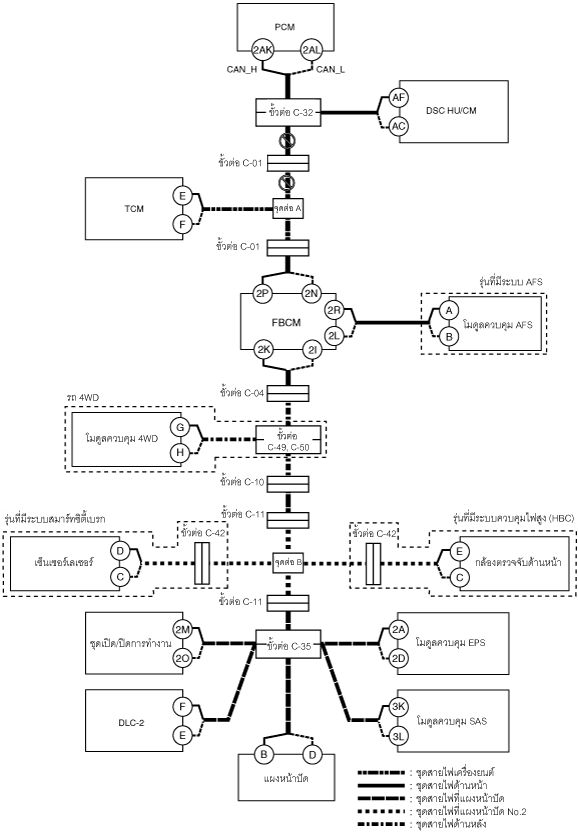 PCM
2AK 2AL
CAN_H CAN_L
ขั้วต่อ C-32
AF
AC
DSC HU/CM
ขั้วต่อ C-01
TCM
E
F
จุดต่อ A
ขั้วต่อ C-01
2P 2N
FBCM
2R
2L
2K 2I
รุ่นที่มีระบบ AFS
A
B
โมดูลควบคุม AFS
ขั้วต่อ C-04
รถ 4WD
โมดูลควบคุม 4WD
G
H
ขั้วต่อ
C-49, C-50
ขั้วต่อ C-10
ขั้วต่อ C-11
รุ่นที่มีระบบสมาร์ทซิตี้เบรก
ขั้วต่อ C-42
เซ็นเซอร์เลเซอร์
D
C
จุดต่อ B
รุ่นที่มีระบบควบคุมไฟสูง (HBC)
ขั้วต่อ C-42
E
C
กล้องตรวจจับด้านหน้า
ขั้วต่อ C-11
ชุดเปิด/ปิดการทำงาน
2M
2O
ขั้วต่อ C-35
2A
2D
โมดูลควบคุม EPS
DLC-2
F
E
3K
3L
โมดูลควบคุม SAS
B D
แผงหน้าปัด
: ชุดสายไฟเครื่องยนต์
: ชุดสายไฟด้านหน้า
: ชุดสายไฟที่แผงหน้าปัด
: ชุดสายไฟที่แผงหน้าปัด No.2
: ชุดสายไฟด้านหลัง